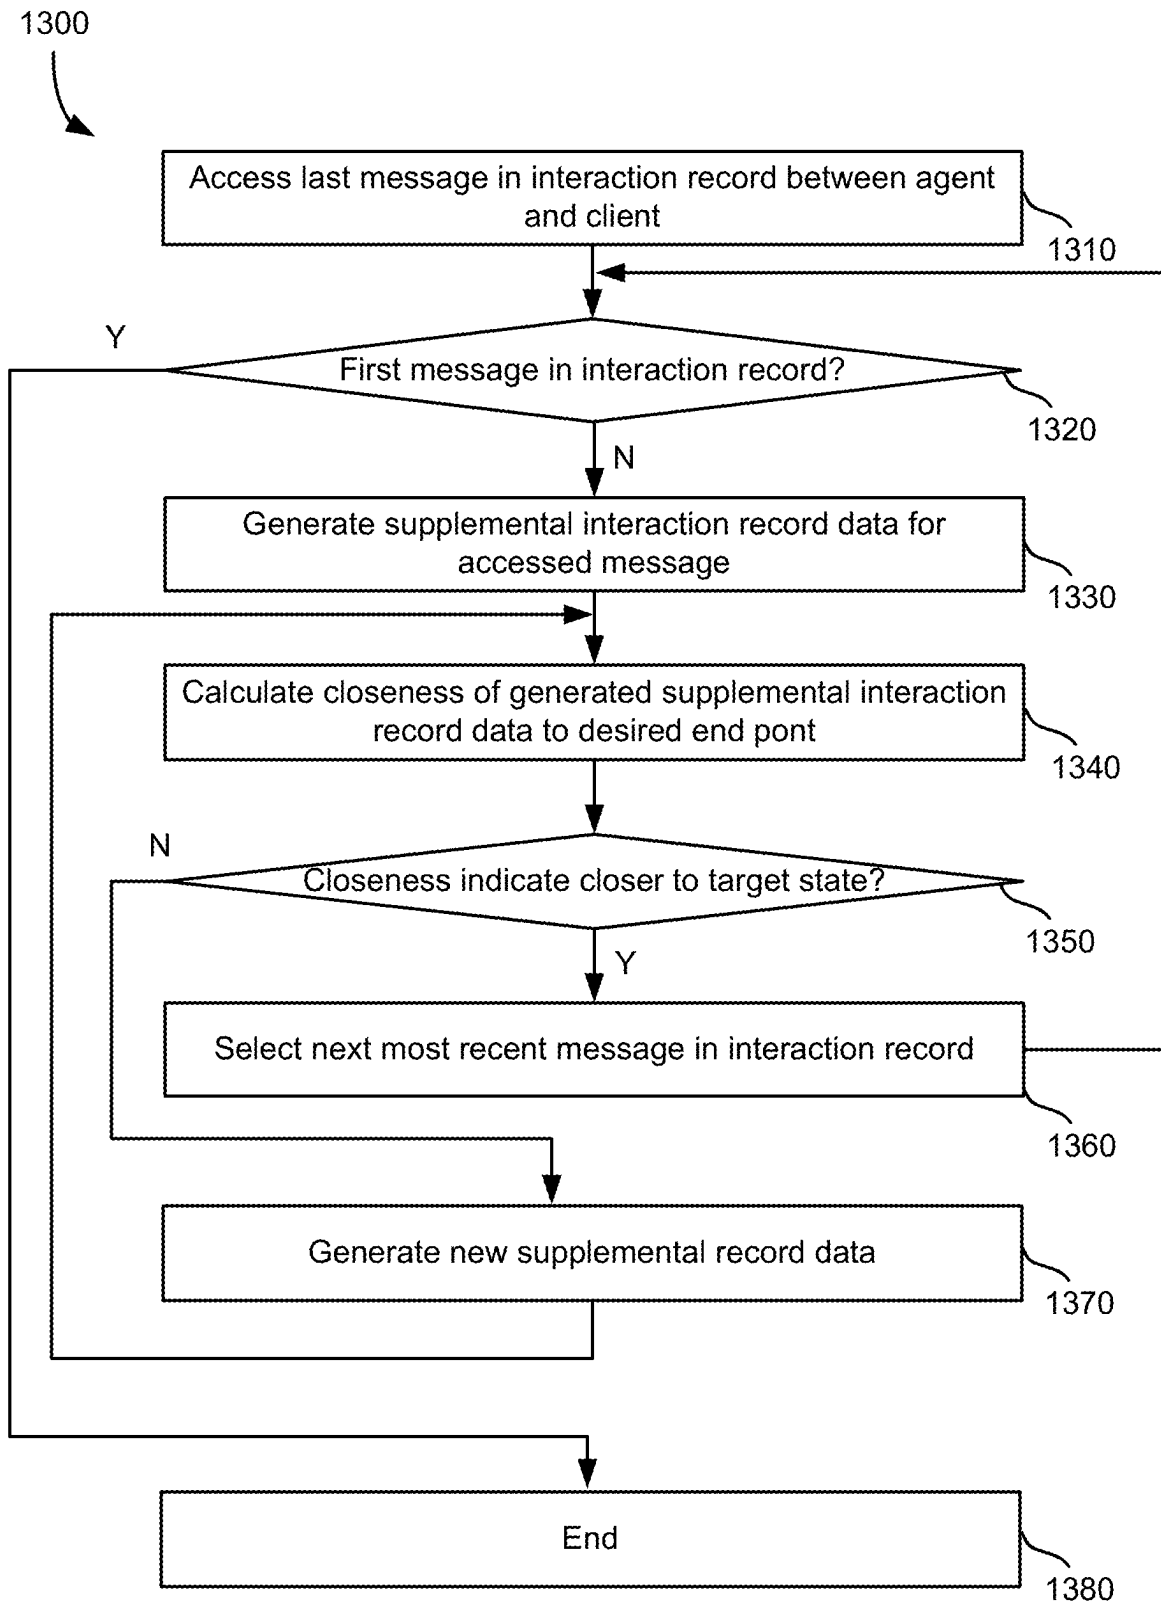 1300
Access last message in interaction record between agent
and client
1310
Y
First message in interaction record?
1320
N
Generate supplemental interaction record data for
accessed message
1330
Calculate closeness of generated supplemental interaction
record data to desired end pont
1340
N
Closeness indicate closer to target state?
1350
Y
Select next most recent message in interaction record
1360
Generate new supplemental record data
1370
End
1380